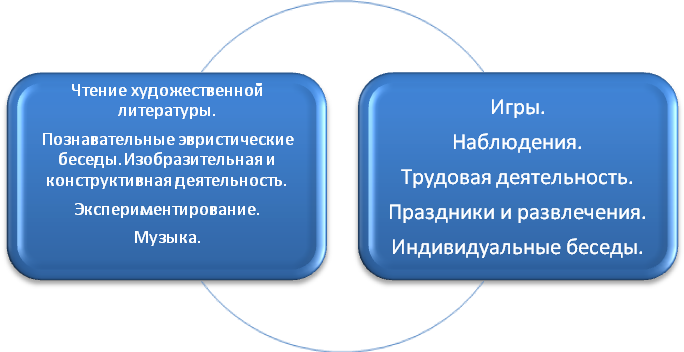 Чтение художественной
литературы.
Познавательные эвристические
беседы. Изобразительная и
конструктивная деятельность.
Экспериментирование.
Музыка.
Игры.
Наблюдения.
Трудовая деятельность.
Праздники и развлечения.
Индивидуальные беседы.